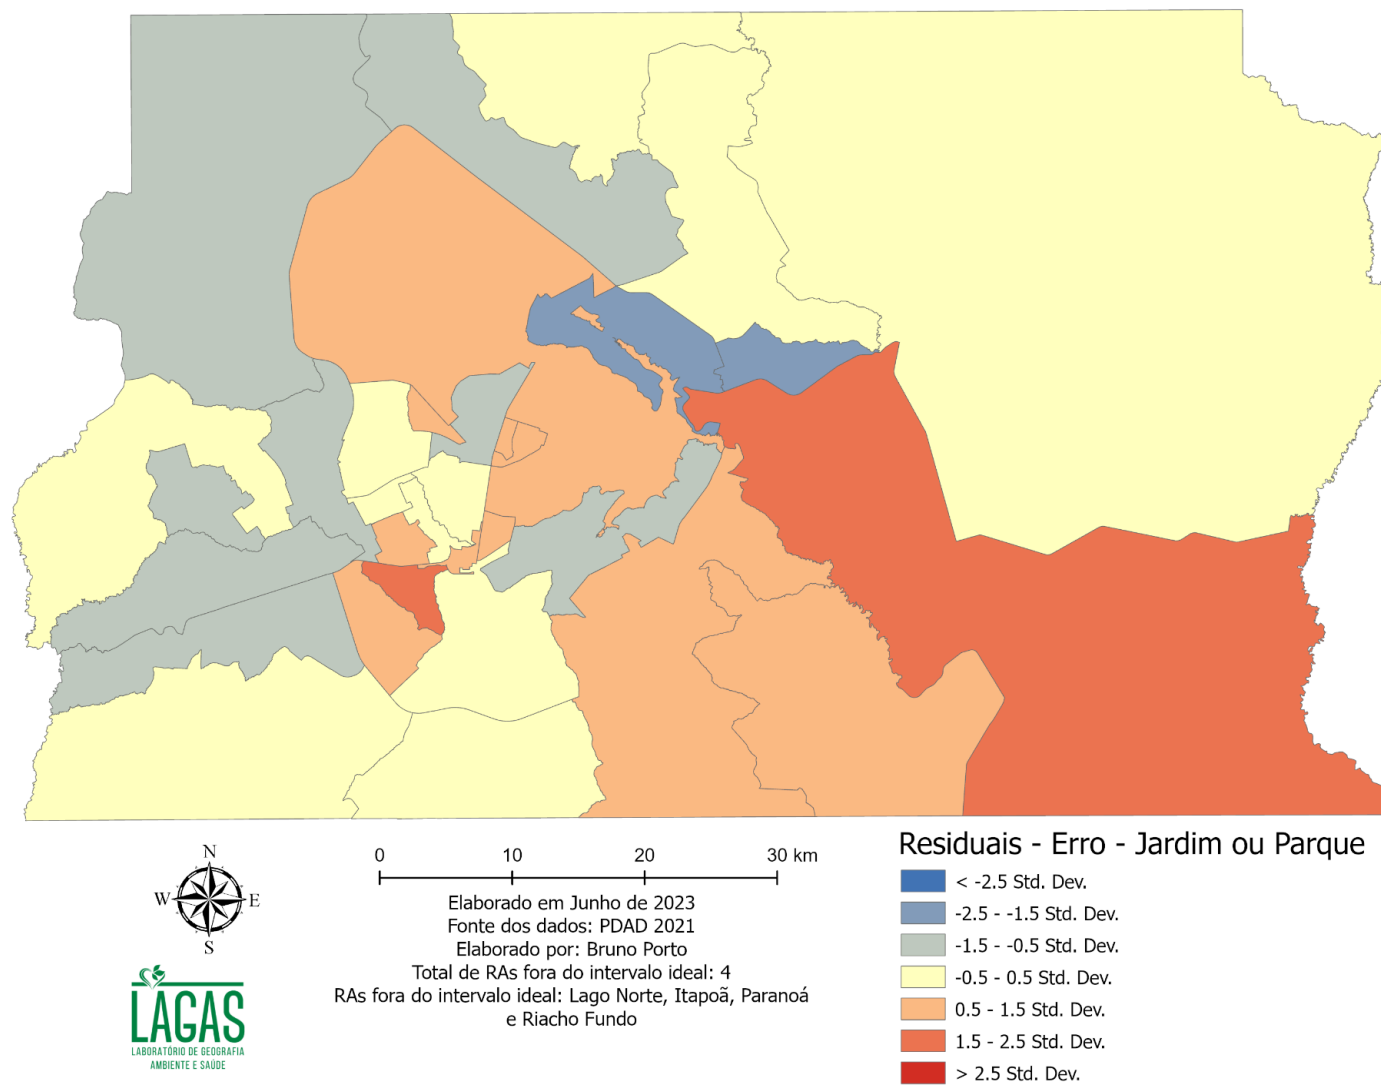 N
W
E
S
0 10 20 30 km
Elaborado em Junho de 2023
Fonte dos dados: PDAD 2021
Elaborado por: Bruno Porto
Total de RAs fora do intervalo ideal: 4
RAs fora do intervalo ideal: Lago Norte, Itapoã, Paranoá
e Riacho Fundo
LAGAS
LABORATÓRIO DE GEOGRAFIA
AMBIENTE E SAÚDE
Residuais - Erro - Jardim ou Parque
< -2.5 Std. Dev.
-2.5 - -1.5 Std. Dev.
-1.5 - -0.5 Std. Dev.
-0.5 - 0.5 Std. Dev.
0.5 - 1.5 Std. Dev.
1.5 - 2.5 Std. Dev.
> 2.5 Std. Dev.